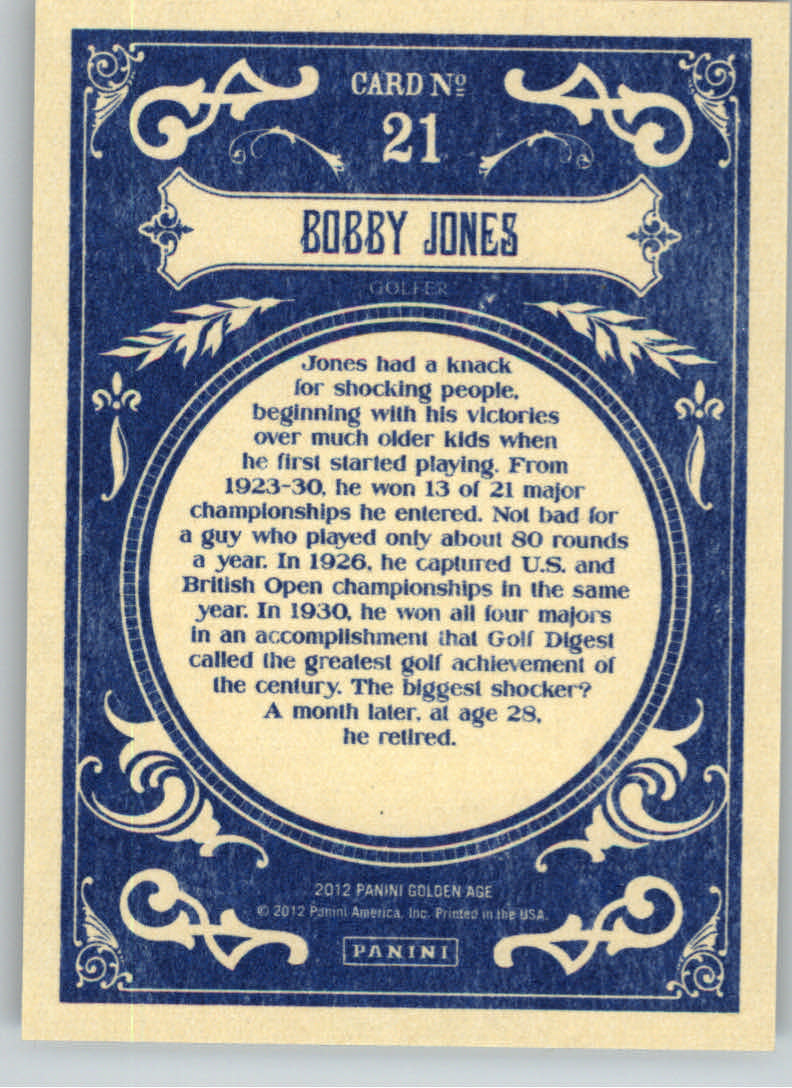 CARD Nº
21
BOBBY JONES
GOLFER
Jones had a knack
for shocking people,
beginning with his victories
over much older kids when
he first started playing. From
1923-30, he won 13 of 21 major
championships he entered. Not bad for
a guy who played only about 80 rounds
a year. In 1926, he captured U.S. and
British Open championships in the same
year. In 1930, he won all four majors
in an accomplishment that Golf Digest
called the greatest golf achievement of
the century. The biggest shocker?
A month later, at age 28,
he retired.
2012 PANINI GOLDEN AGE
© 2012 Panini America, Inc. Printed in the USA.
PANINI